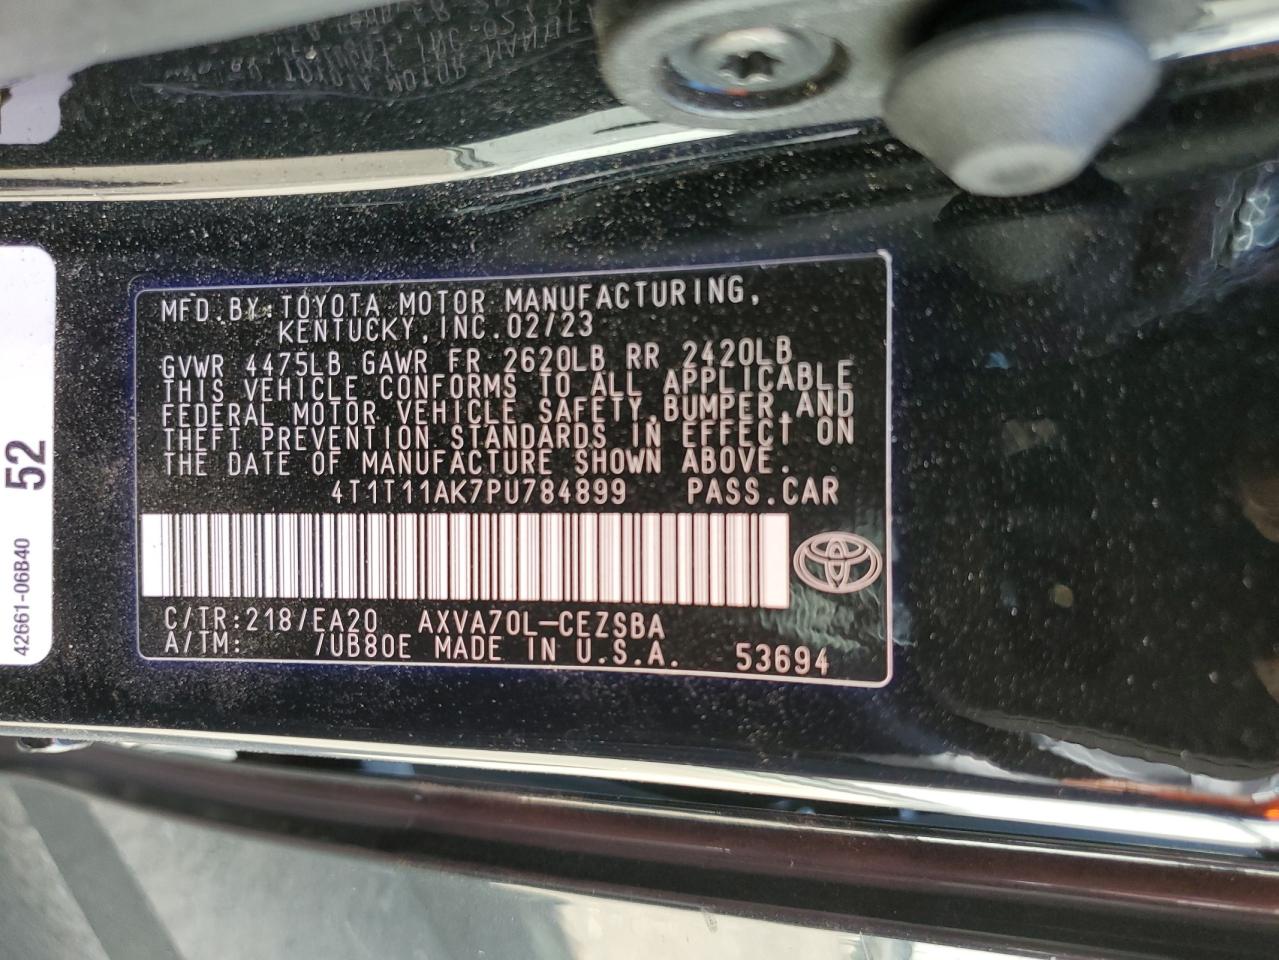 MFD.BY:TOYOTA MOTOR MANUFACTURING,
KENTUCKY,INC.02/23
GVWR 4475LB GAWR FR 2620LB RR 2420LB
THIS VEHICLE CONFORMS TO ALL APPLICABLE
FEDERAL MOTOR VEHICLE SAFETY,BUMPER,AND
THEFT PREVENTION STANDARDS IN EFFECT ON
THE DATE OF MANUFACTURE SHOWN ABOVE.
4T1T11AK7PU784899 PASS.CAR
C/TR:218/EA20 AXVA70L-CEZSBA
A/TM: /UB80E MADE IN U.S.A. 53694
52
42661-06B40